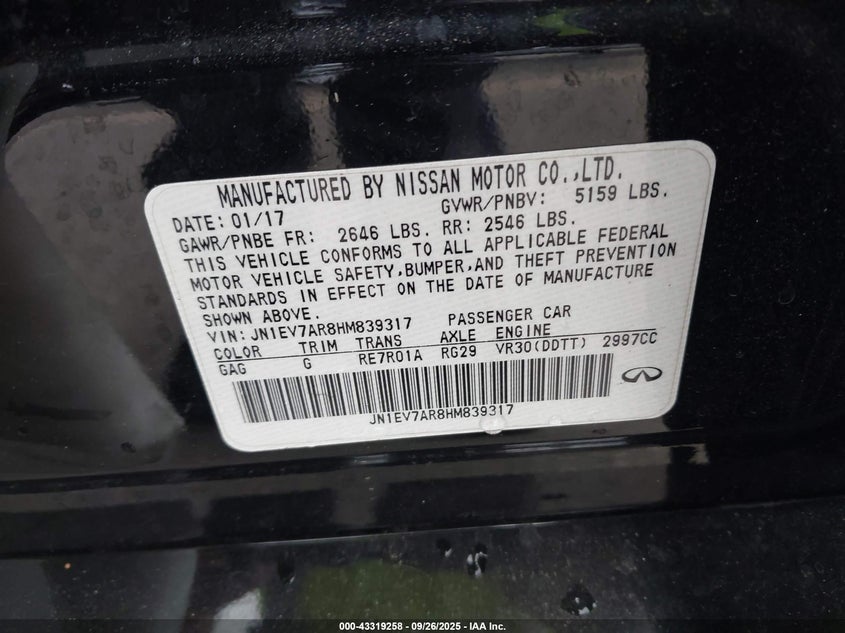 MANUFACTURED BY NISSAN MOTOR CO.,LTD.
DATE: 01/17 GVWR/PNBV: 5159 LBS.
GAWR/PNBE FR: 2646 LBS. RR: 2546 LBS.
THIS VEHICLE CONFORMS TO ALL APPLICABLE FEDERAL
MOTOR VEHICLE SAFETY,BUMPER,AND THEFT PREVENTION
STANDARDS IN EFFECT ON THE DATE OF MANUFACTURE
SHOWN ABOVE.
VIN: JN1EV7AR8HM839317 PASSENGER CAR
COLOR TRIM TRANS AXLE ENGINE
GAG G RE7R01A RG29 VR30(DDTT) 2997CC
JN1EV7AR8HM839317
000-43319258 - 09/26/2025 - IAA Inc.